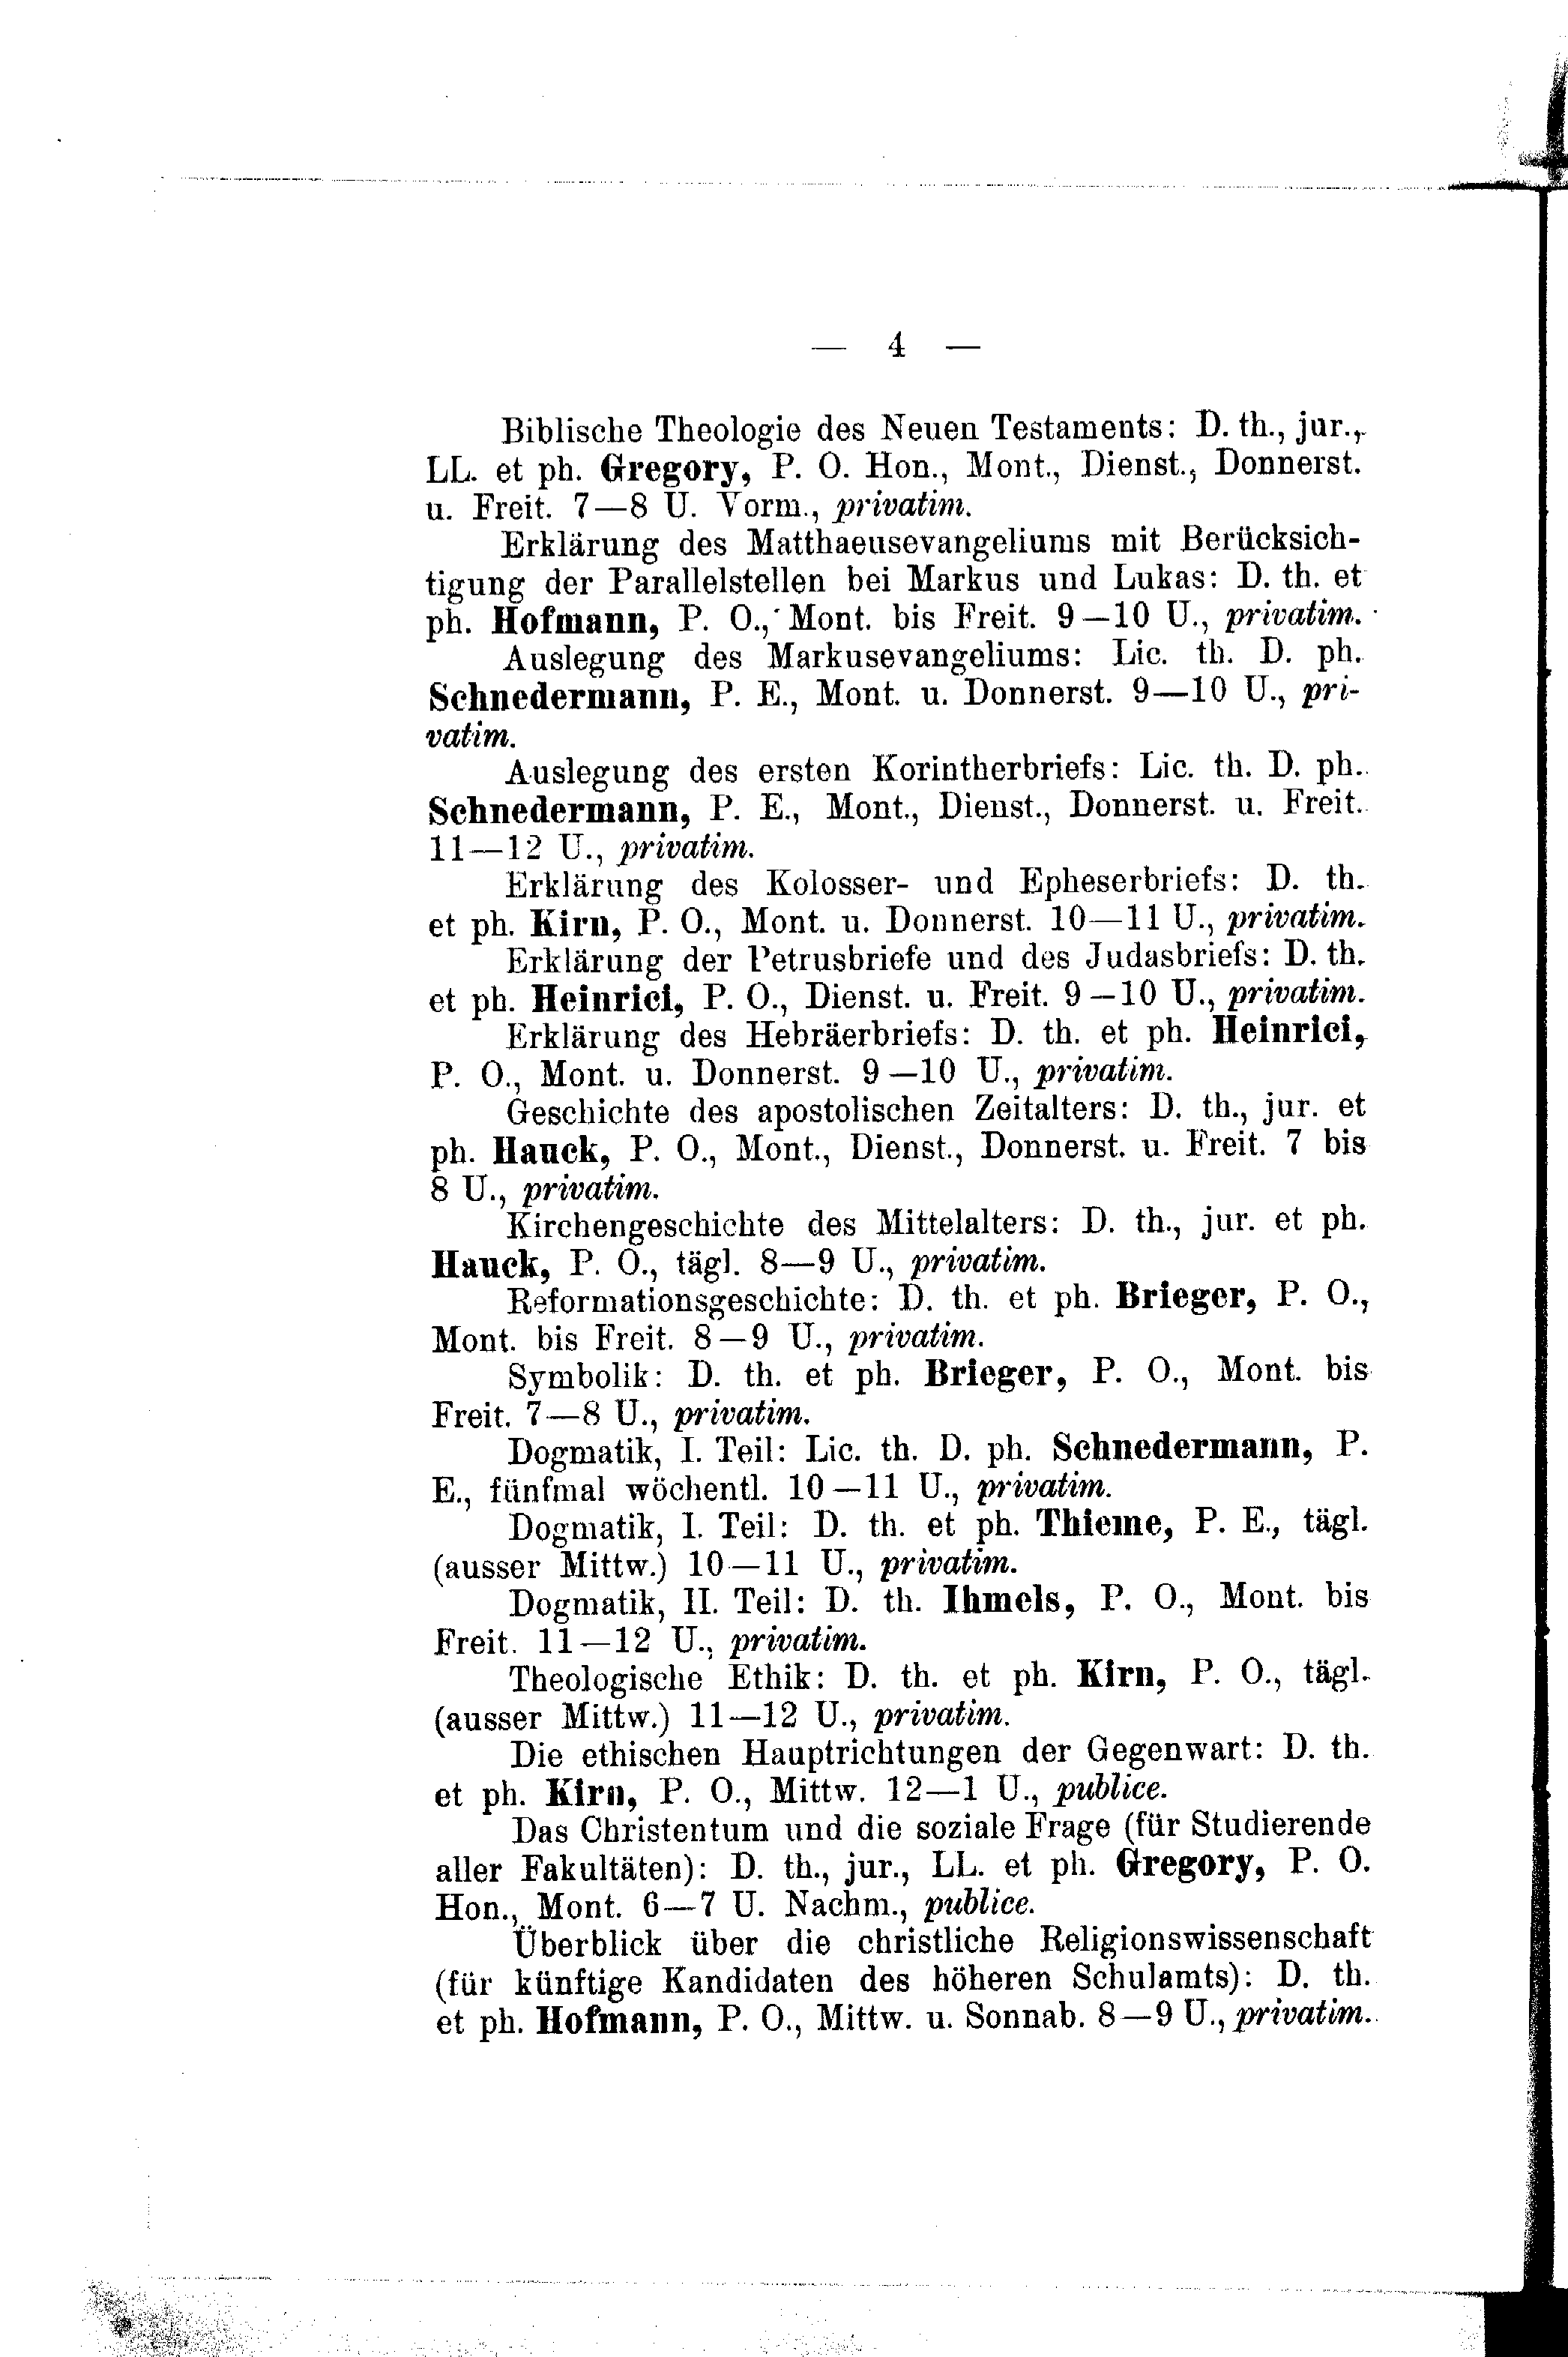 — 4 —
Biblische Theologie des Neuen Testaments: D. th., jur.,
LL. et ph. Gregory, P. O. Hon., Mont., Dienst., Donnerst.
u. Freit. 7—8 U. Vorm., privatim.
Erklärung des Matthaeusevangeliums mit Berücksich-
tigung der Parallelstellen bei Markus und Lukas: D. th. et
ph. Hofmann, P. O., Mont. bis Freit. 9—10 U., privatim.
Auslegung des Markusevangeliums: Lic. th. D. ph.
Schnedermann, P. E., Mont. u. Donnerst. 9—10 U., pri-
vatim.
Auslegung des ersten Korintherbriefs: Lic. th. D. ph.
Schnedermann, P. E., Mont., Dienst., Donnerst. u. Freit.
11—12 U., privatim.
Erklärung des Kolosser- und Epheserbriefs: D. th.
et ph. Kirn, P. O., Mont. u. Donnerst. 10—11 U., privatim.
Erklärung der Petrusbriefe und des Judasbriefs: D. th.
et ph. Heinrici, P. O., Dienst. u. Freit. 9—10 U., privatim.
Erklärung des Hebräerbriefs: D. th. et ph. Heinrici,
P. O., Mont. u. Donnerst. 9—10 U., privatim.
Geschichte des apostolischen Zeitalters: D. th., jur. et
ph. Hauck, P. O., Mont., Dienst., Donnerst. u. Freit. 7 bis
8 U., privatim.
Kirchengeschichte des Mittelalters: D. th., jur. et ph.
Hauck, P. O., tägl. 8—9 U., privatim.
Reformationsgeschichte: D. th. et ph. Brieger, P. O.,
Mont. bis Freit. 8—9 U., privatim.
Symbolik: D. th. et ph. Brieger, P. O., Mont. bis
Freit. 7—8 U., privatim.
Dogmatik, I. Teil: Lic. th. D. ph. Schnedermann, P.
E., fünfmal wöchentl. 10—11 U., privatim.
Dogmatik, I. Teil: D. th. et ph. Thieme, P. E., tägl.
(ausser Mittw.) 10—11 U., privatim.
Dogmatik, II. Teil: D. th. Ihmels, P. O., Mont. bis
Freit. 11—12 U., privatim.
Theologische Ethik: D. th. et ph. Kirn, P. O., tägl.
(ausser Mittw.) 11—12 U., privatim.
Die ethischen Hauptrichtungen der Gegenwart: D. th.
et ph. Kirn, P. O., Mittw. 12—1 U., publice.
Das Christentum und die soziale Frage (für Studierende
aller Fakultäten): D. th., jur., LL. et ph. Gregory, P. O.
Hon., Mont. 6—7 U. Nachm., publice.
Überblick über die christliche Religionswissenschaft
(für künftige Kandidaten des höheren Schulamts): D. th.
et ph. Hofmann, P. O., Mittw. u. Sonnab. 8—9 U., privatim.